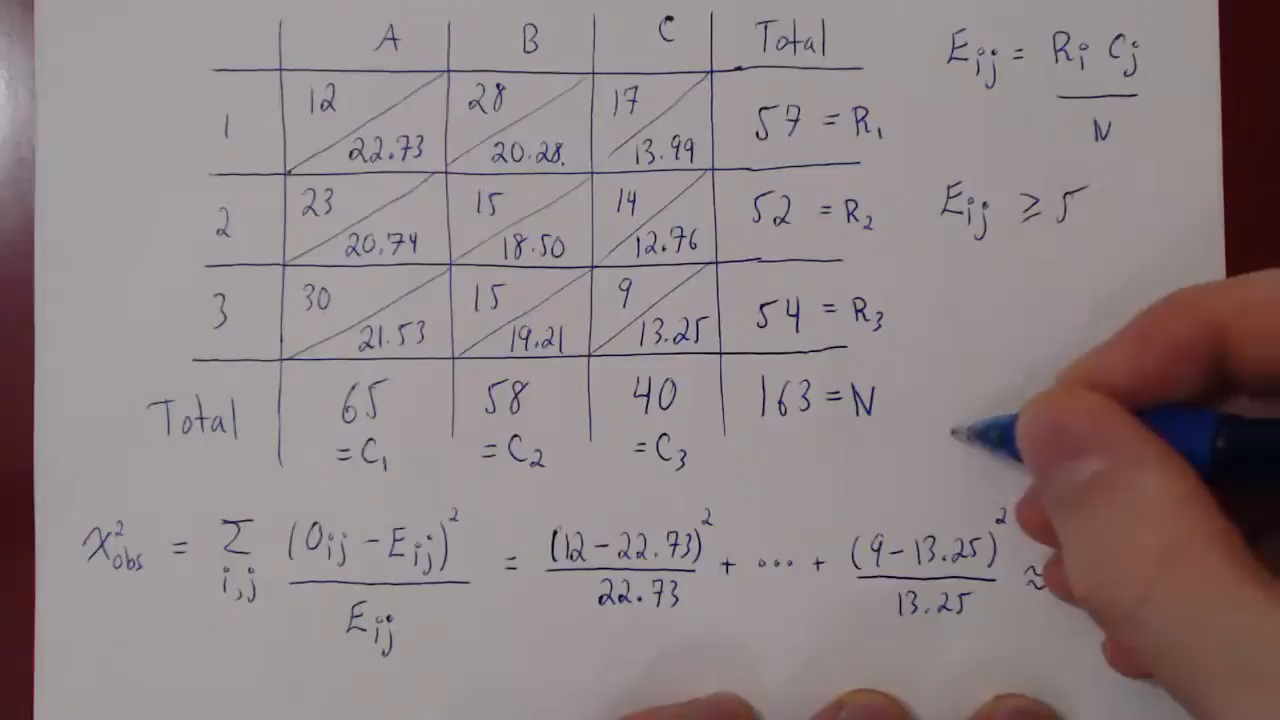 A B C Total
1 12 22.73 28 20.28 17 13.99 57 = R₁
2 23 20.74 15 18.50 14 12.76 52 = R₂
3 30 21.53 15 19.21 9 13.25 54 = R₃
Total 65 58 40 163 = N
= C₁ = C₂ = C₃
Eij = Ri Cj / N
Eij ≥ 5
χ²obs = Σi,j (Oij − Eij)² / Eij = (12 − 22.73)² / 22.73 + ... + (9 − 13.25)² / 13.25 ≈